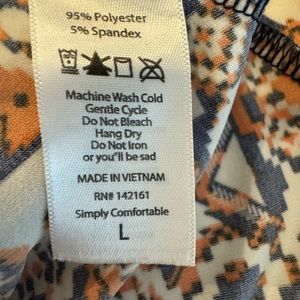 95% Polyester
5% Spandex
Machine Wash Cold
Gentle Cycle
Do Not Bleach
Hang Dry
Do Not Iron
or you"ll be sad
MADE IN VIETNAM
RN# 142161
Simply Comfortable
L